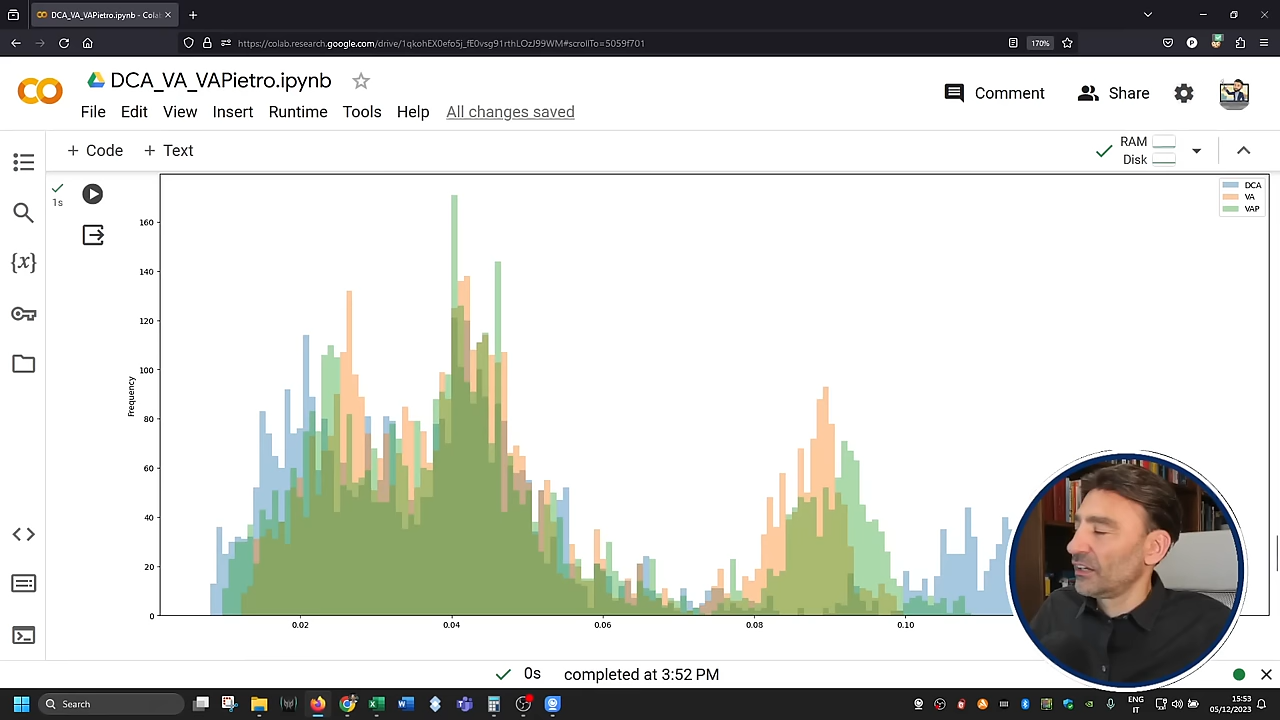 DCA_VA_VAPietro.ipynb - Cola
https://colab.research.google.com/drive/1qkohEX0efo5j_fE0vsg91rthLOzJ99WM#scrollTo=5059f701
170%
DCA_VA_VAPietro.ipynb
Comment
Share
File Edit View Insert Runtime Tools Help All changes saved
+ Code + Text
RAM
Disk
1s
{x}
DCA
VA
VAP
160
140
120
100
80
60
40
20
0
Frequency
0.02 0.04 0.06 0.08 0.10
0s completed at 3:52 PM
Search
ENG
IT
15:53
05/12/2023